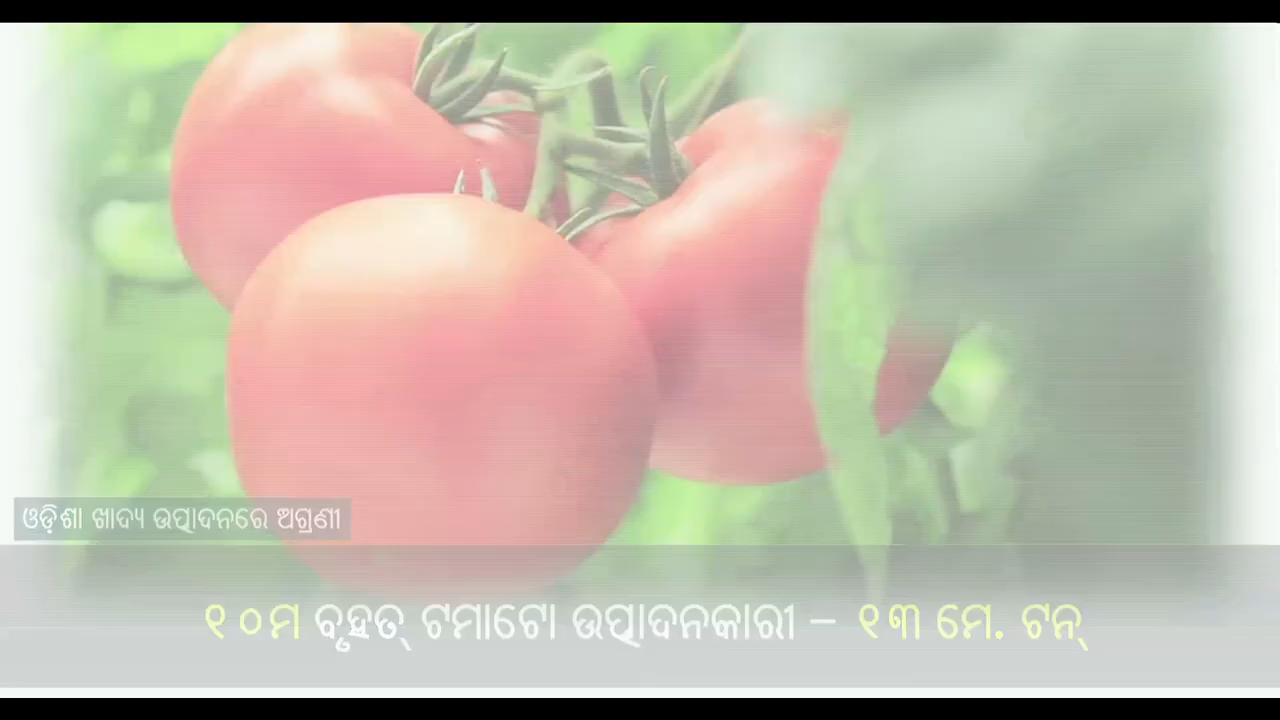 ଓଡ଼ିଶା ଖାଦ୍ୟ ଉତ୍ପାଦନରେ ଅଗ୍ରଣୀ
୧୦ମ ବୃହତ୍ ଟମାଟୋ ଉତ୍ପାଦନକାରୀ – ୧୩ ମେ. ଟନ୍